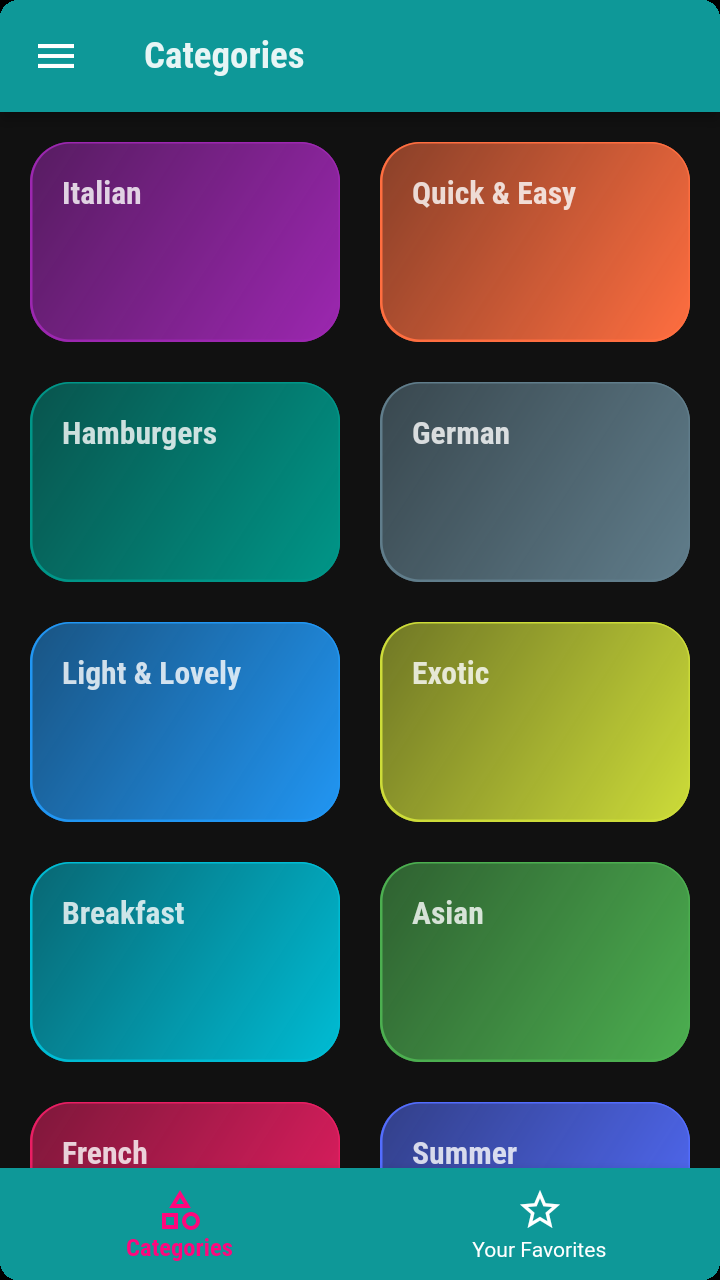 Categories
Italian
Quick & Easy
Hamburgers
German
Light & Lovely
Exotic
Breakfast
Asian
French
Summer
Categories
Your Favorites